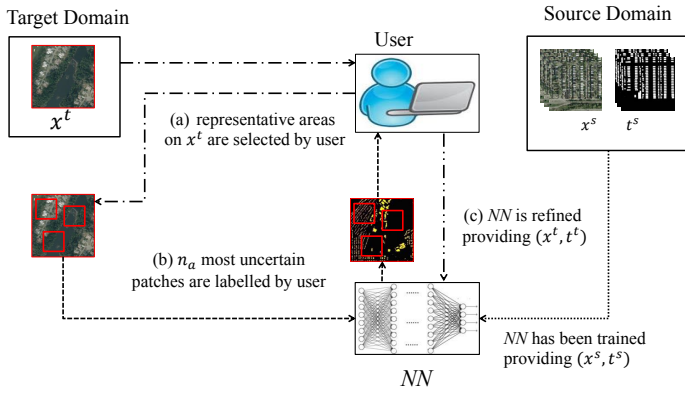 Target Domain
Source Domain
User
x^t
x^s
t^s
(a) representative areas
on x^t are selected by user
(c) NN is refined
providing (x^t, t^t)
(b) n_a most uncertain
patches are labelled by user
......
......
NN has been trained
providing (x^s, t^s)
NN